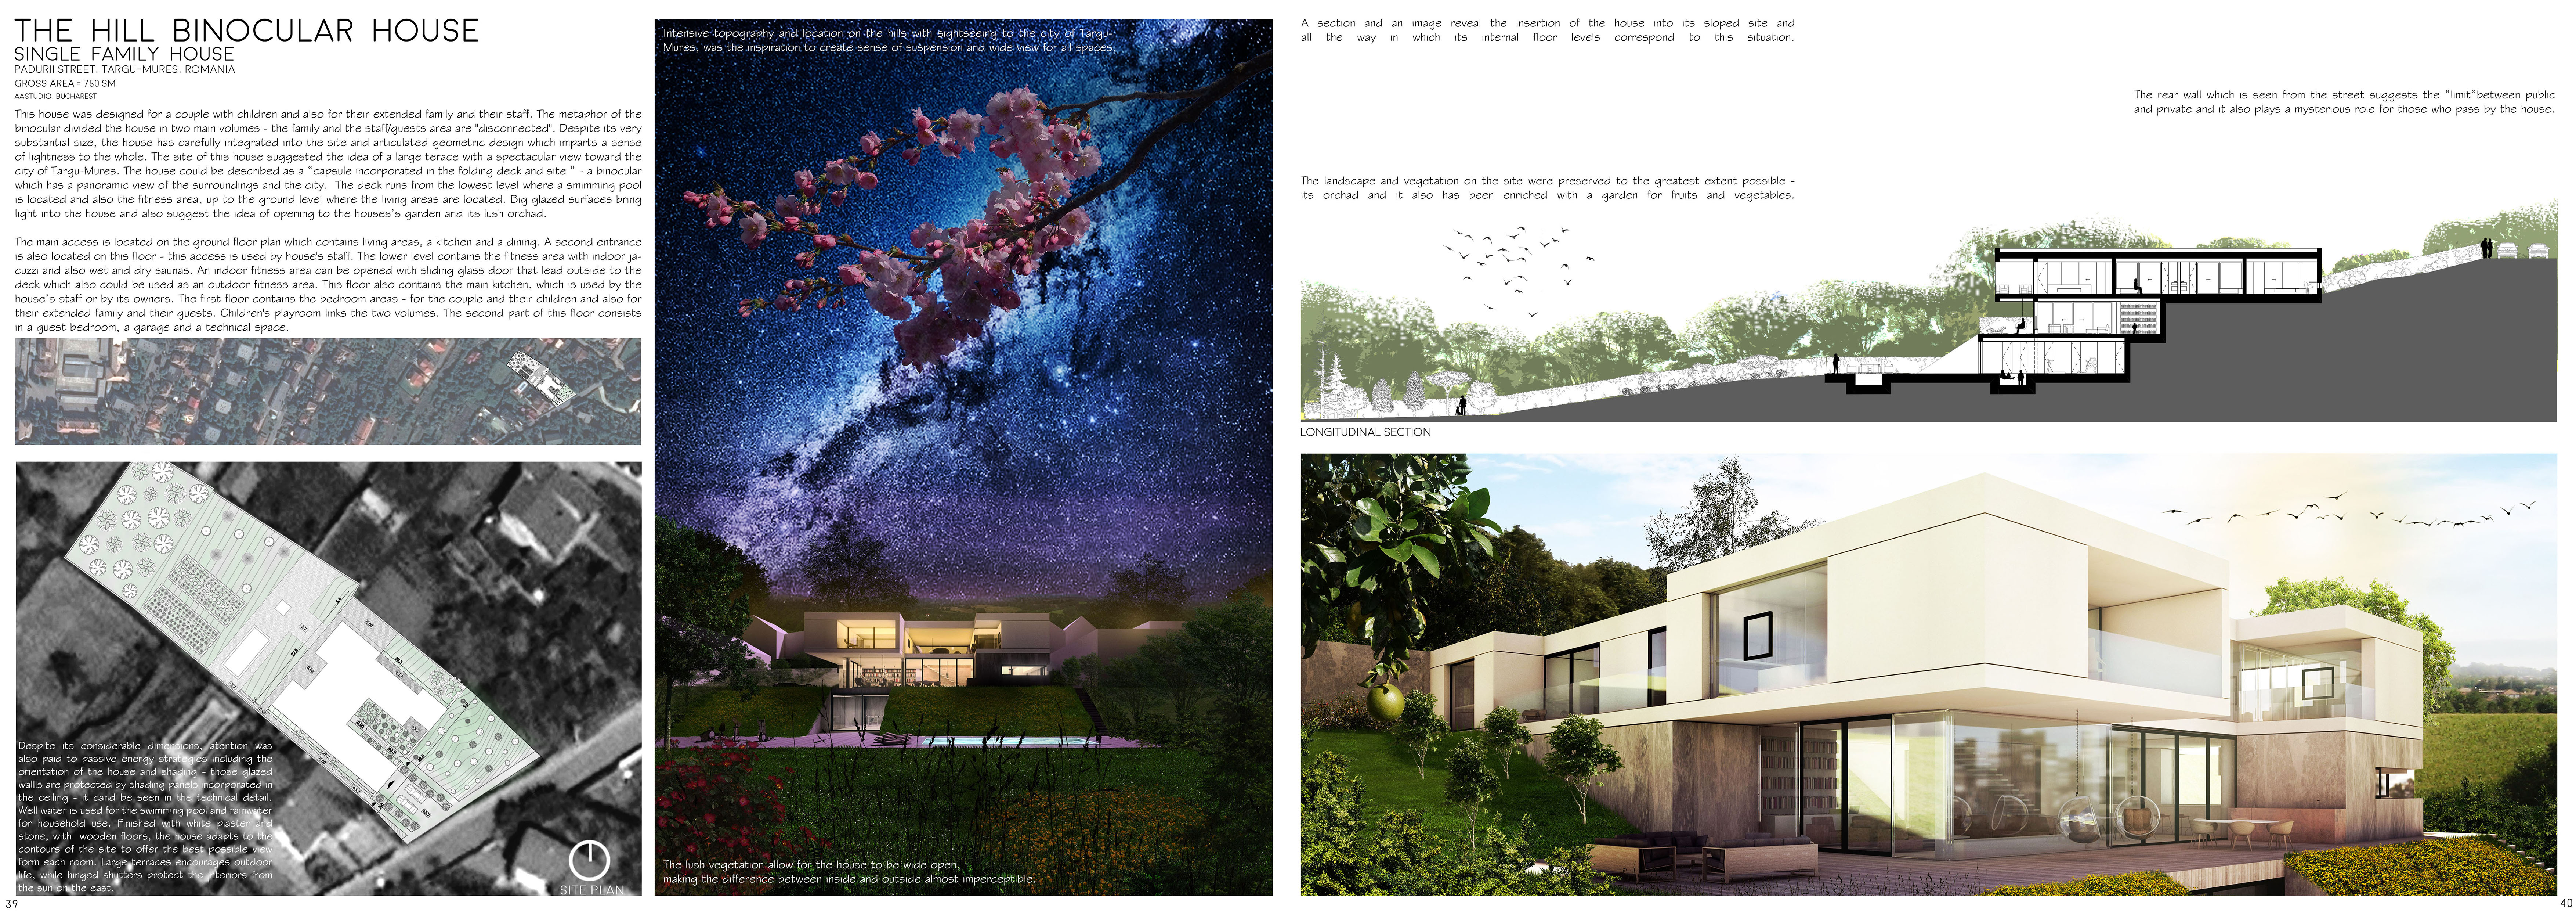 THE HILL BINOCULAR HOUSE
SINGLE FAMILY HOUSE
PADURII STREET. TARGU-MURES. ROMANIA
GROSS AREA = 750 SM
AASTUDIO. BUCHAREST
This house was designed for a couple with children and also for their extended family and their staff. The metaphor of the
binocular divided the house in two main volumes - the family and the staff/guests area are "disconnected". Despite its very
substantial size, the house has carefully integrated into the site and articulated geometric design which imparts a sense
of lightness to the whole. The site of this house suggested the idea of a large terace with a spectacular view toward the
city of Targu-Mures. The house could be described as a "capsule incorporated in the folding deck and site " - a binocular
which has a panoramic view of the surroundings and the city. The deck runs from the lowest level where a smimming pool
is located and also the fitness area, up to the ground level where the living areas are located. Big glazed surfaces bring
light into the house and also suggest the idea of opening to the houses's garden and its lush orchad.
The main access is located on the ground floor plan which contains living areas, a kitchen and a dining. A second entrance
is also located on this floor - this access is used by house's staff. The lower level contains the fitness area with indoor ja-
cuzzi and also wet and dry saunas. An indoor fitness area can be opened with sliding glass door that lead outside to the
deck which also could be used as an outdoor fitness area. This floor also contains the main kitchen, which is used by the
house's staff or by its owners. The first floor contains the bedroom areas - for the couple and their children and also for
their extended family and their guests. Children's playroom links the two volumes. The second part of this floor consists
in a guest bedroom, a garage and a technical space.
Despite its considerable dimensions, atention was
also paid to passive energy strategies including the
orientation of the house and shading - those glazed
wallls are protected by shading panels incorporated in
the ceiling - it cand be seen in the technical detail.
Well water is used for the swimming pool and rainwater
for household use. Finished with white plaster and
stone, with wooden floors, the house adapts to the
contours of the site to offer the best possible view
form each room. Large terraces encourages outdoor
life, while hinged shutters protect the interiors from
the sun on the east.
SITE PLAN
39
Intensive topography and location on the hills with sightseeing to the city of Targu-
Mures, was the inspiration to create sense of suspension and wide view for all spaces.
The lush vegetation allow for the house to be wide open,
making the difference between inside and outside almost imperceptible.
A section and an image reveal the insertion of the house into its sloped site and
all the way in which its internal floor levels correspond to this situation.
The rear wall which is seen from the street suggests the "limit"between public
and private and it also plays a mysterious role for those who pass by the house.
The landscape and vegetation on the site were preserved to the greatest extent possible -
its orchad and it also has been enriched with a garden for fruits and vegetables.
LONGITUDINAL SECTION
40